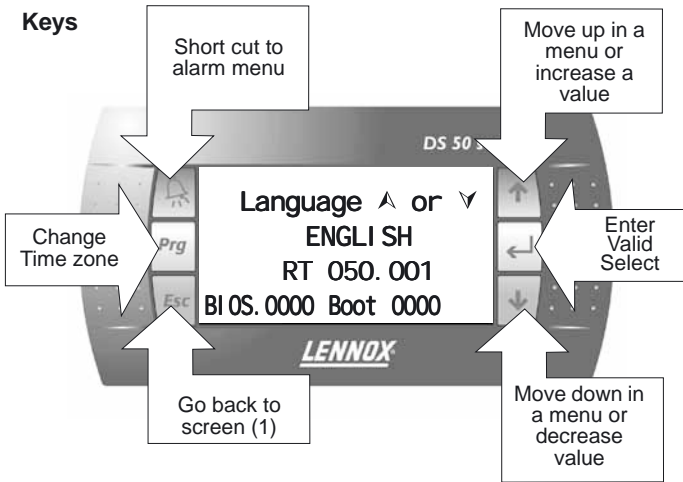 Keys
Short cut to
alarm menu
Move up in a
menu or
increase a
value
DS 50
Change
Time zone
Prg
Language ⮝ or ⮟
ENGLISH
RT 050.001
BIOS.0000 Boot 0000
Enter
Valid
Select
Esc
LENNOX
Go back to
screen (1)
Move down in
a menu or
decrease
value